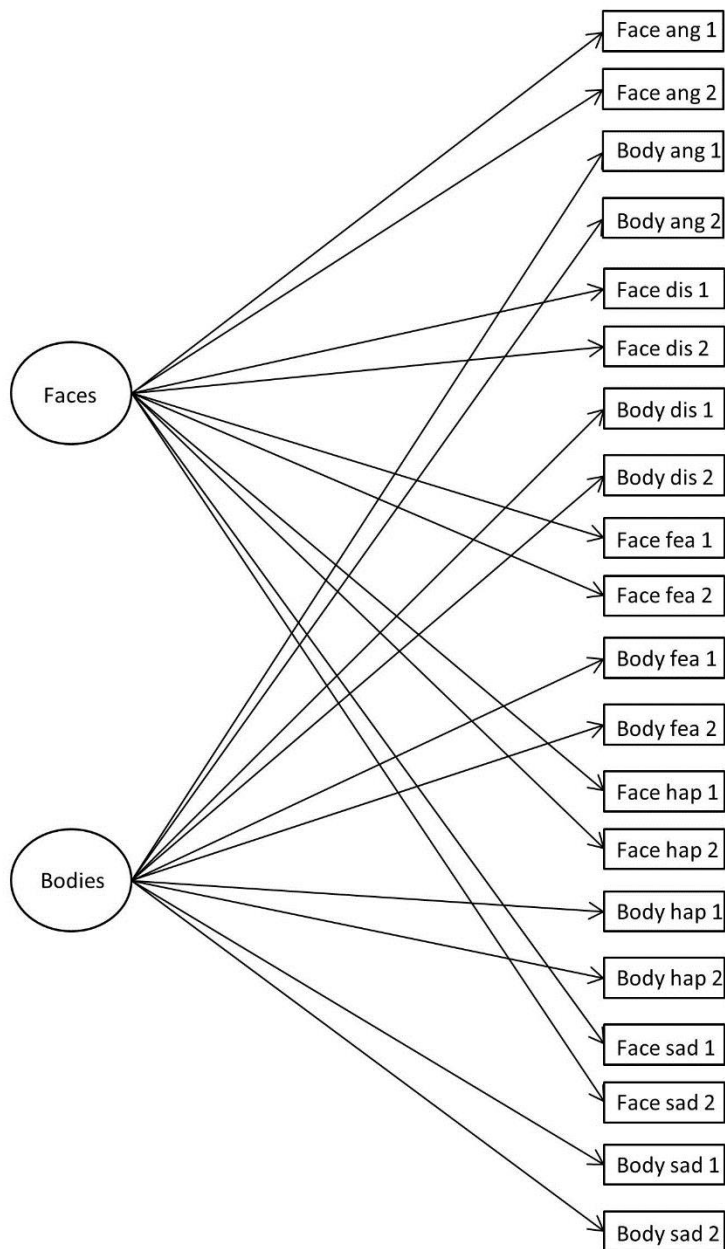 Face ang 1
Face ang 2
Body ang 1
Body ang 2
Face dis 1
Face dis 2
Faces
Body dis 1
Body dis 2
Face fea 1
Face fea 2
Body fea 1
Body fea 2
Face hap 1
Face hap 2
Bodies
Body hap 1
Body hap 2
Face sad 1
Face sad 2
Body sad 1
Body sad 2